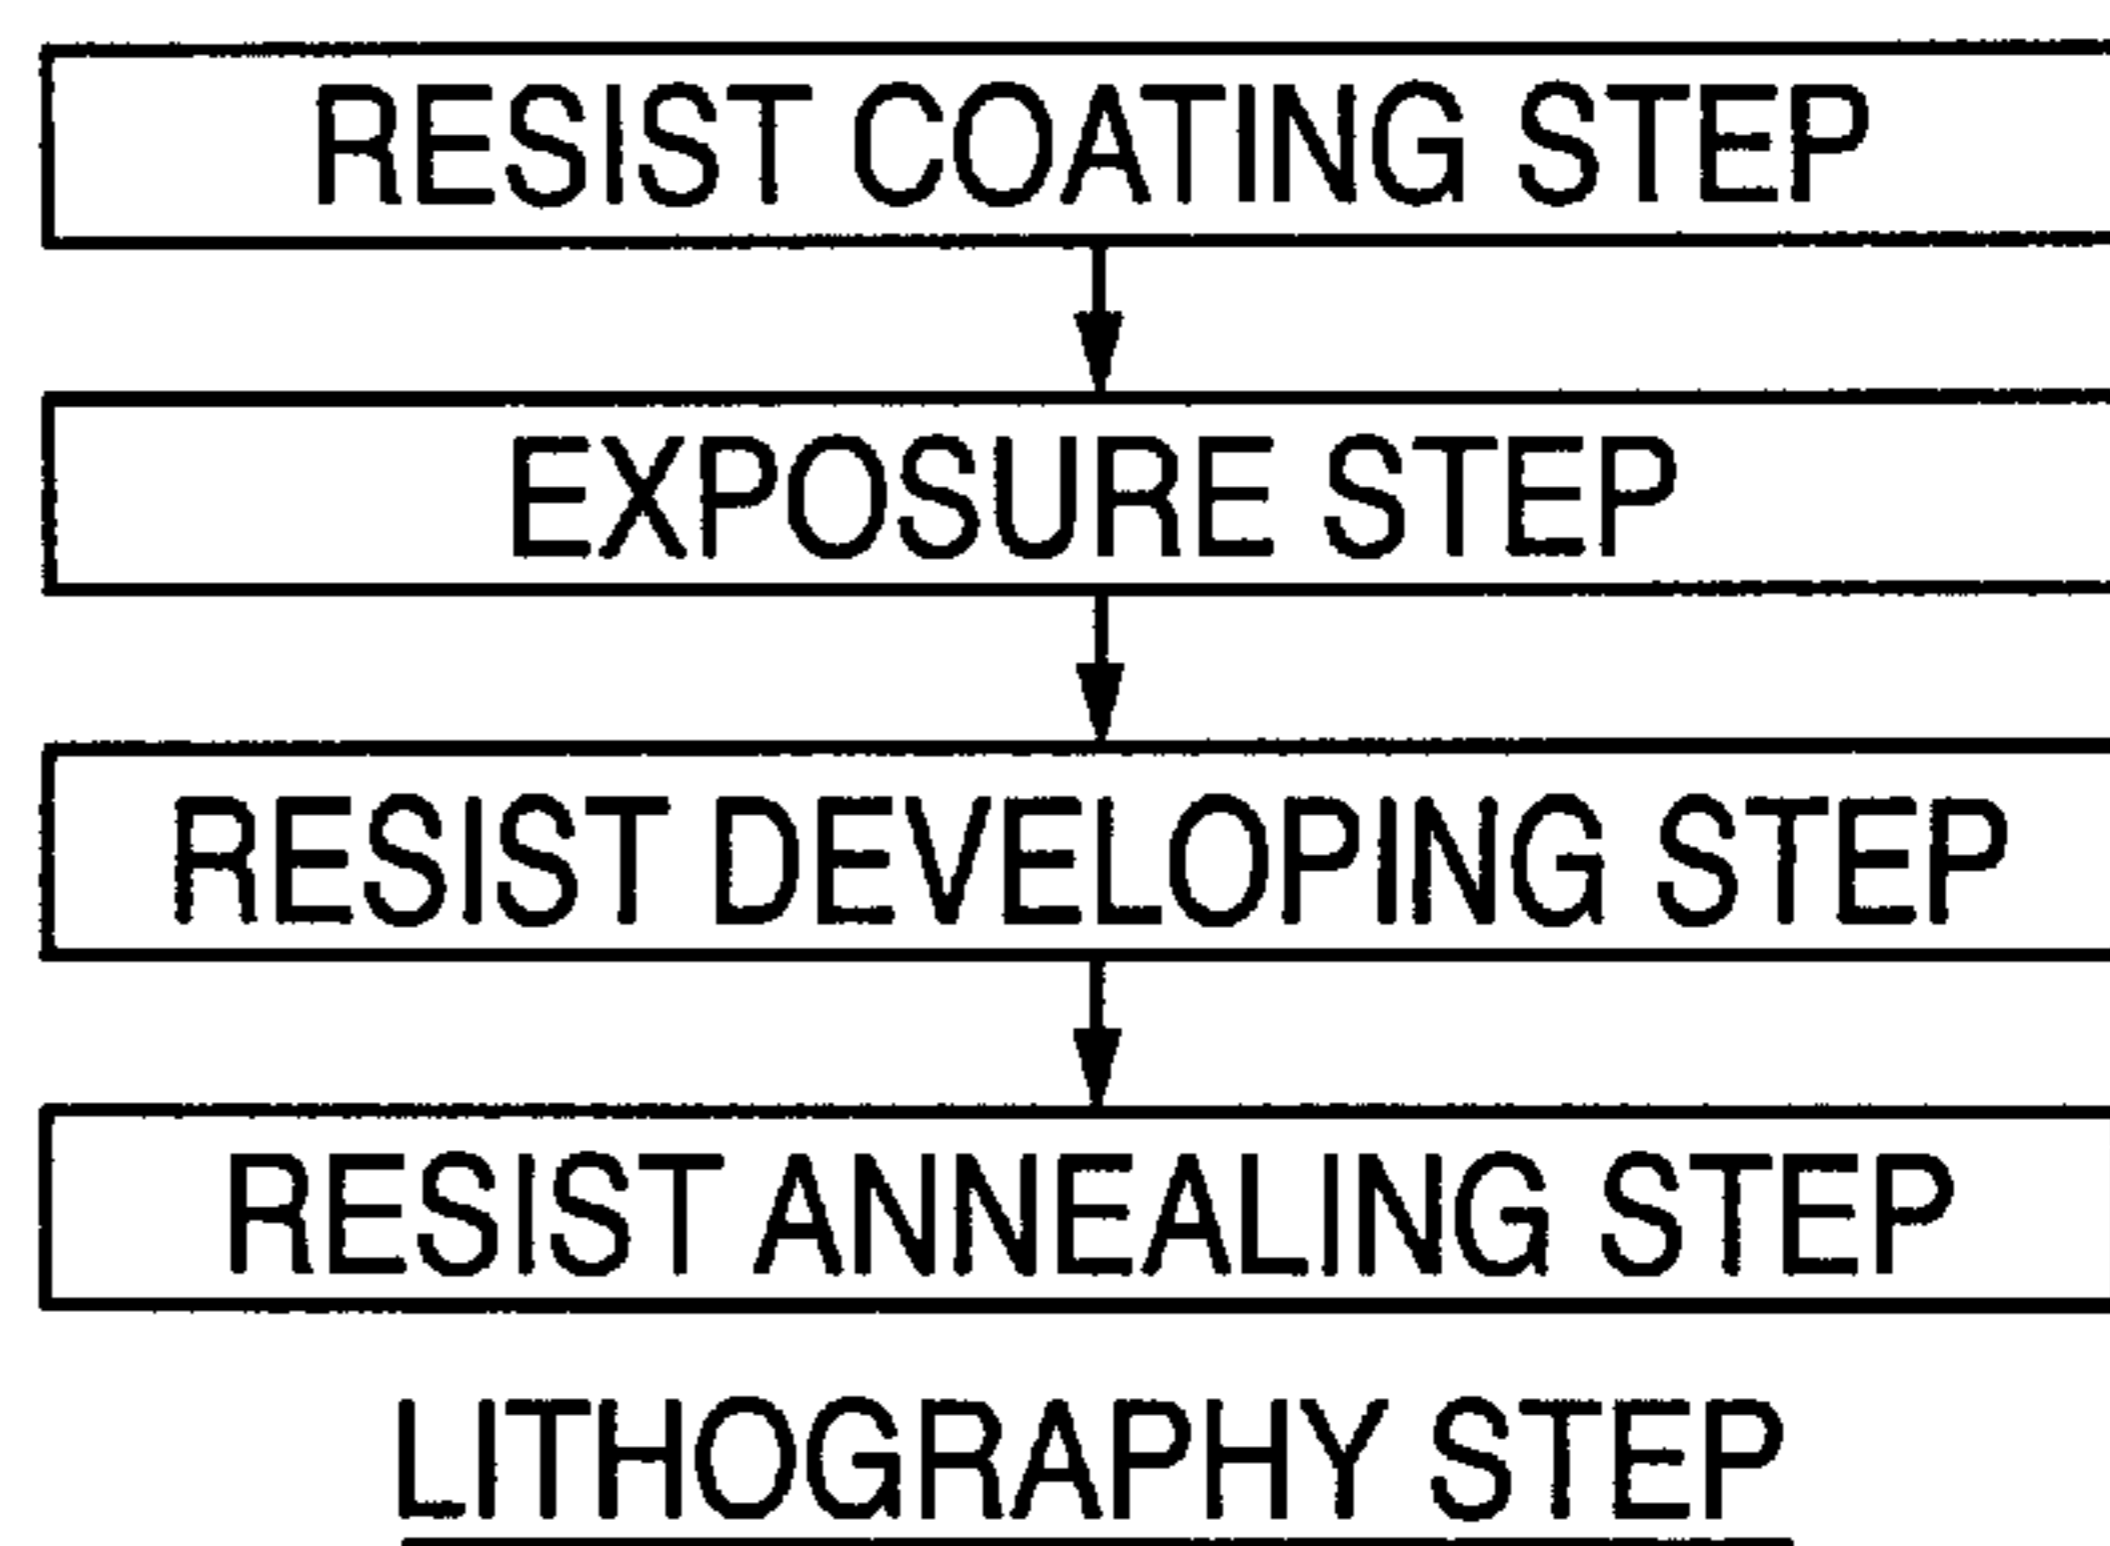 RESIST COATING STEP
EXPOSURE STEP
RESIST DEVELOPING STEP
RESIST ANNEALING STEP
LITHOGRAPHY STEP